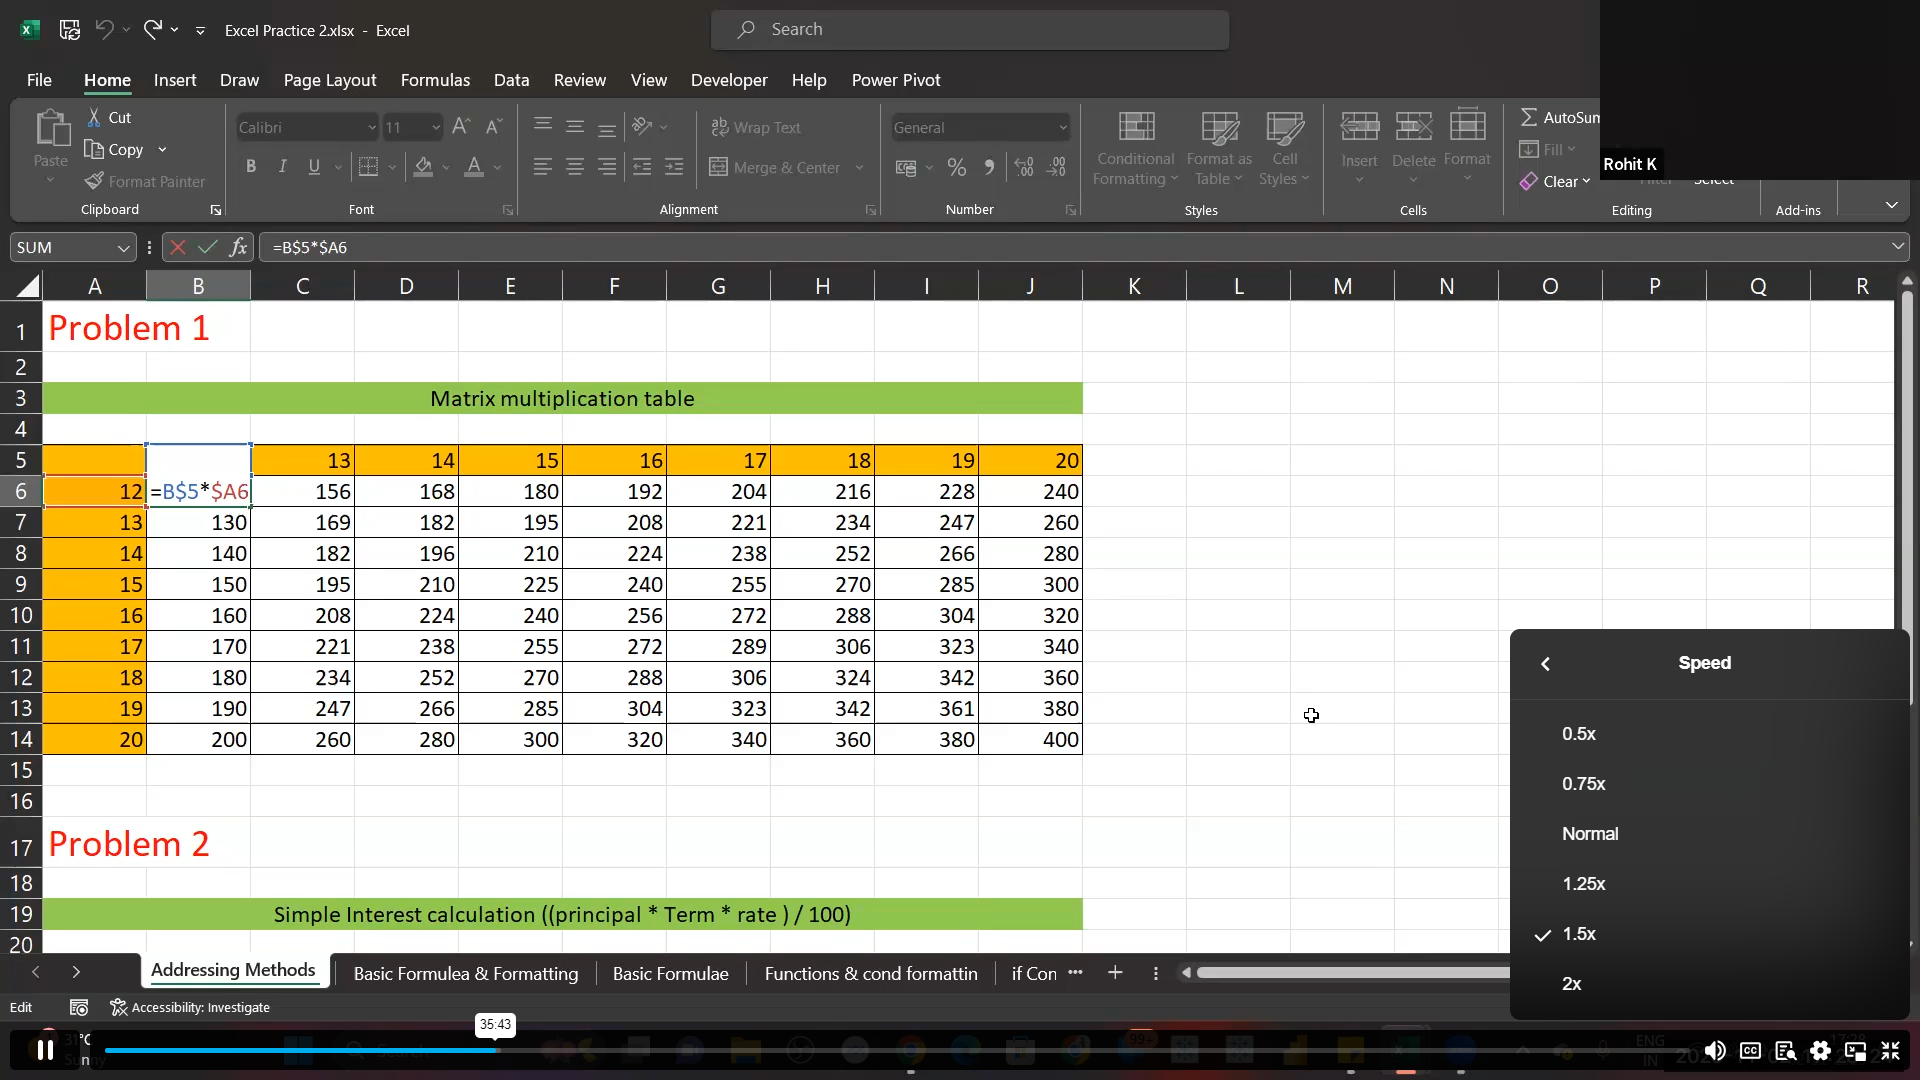 Excel Practice 2.xlsx - Excel
Search
File Home Insert Draw Page Layout Formulas Data Review View Developer Help Power Pivot
Paste
Cut
Copy
Format Painter
Clipboard
Calibri 11
B I U
Font
Wrap Text
Merge & Center
Alignment
General
Number
Conditional Formatting
Format as Table
Cell Styles
Styles
Insert Delete Format
Cells
AutoSum
Fill
Clear
Select
Editing
Add-ins
Rohit K
SUM
fx =B$5*$A6
A B C D E F G H I J K L M N O P Q R
1 Problem 1
2
3 Matrix multiplication table
4
5 13 14 15 16 17 18 19 20
6 12 =B$5*$A6 156 168 180 192 204 216 228 240
7 13 130 169 182 195 208 221 234 247 260
8 14 140 182 196 210 224 238 252 266 280
9 15 150 195 210 225 240 255 270 285 300
10 16 160 208 224 240 256 272 288 304 320
11 17 170 221 238 255 272 289 306 323 340
12 18 180 234 252 270 288 306 324 342 360
13 19 190 247 266 285 304 323 342 361 380
14 20 200 260 280 300 320 340 360 380 400
15
16
17 Problem 2
18
19 Simple Interest calculation ((principal * Term * rate ) / 100)
20
Speed
0.5x
0.75x
Normal
1.25x
1.5x
2x
Addressing Methods Basic Formulea & Formatting Basic Formulae Functions & cond formattin if Con
Edit Accessibility: Investigate
35:43
CC